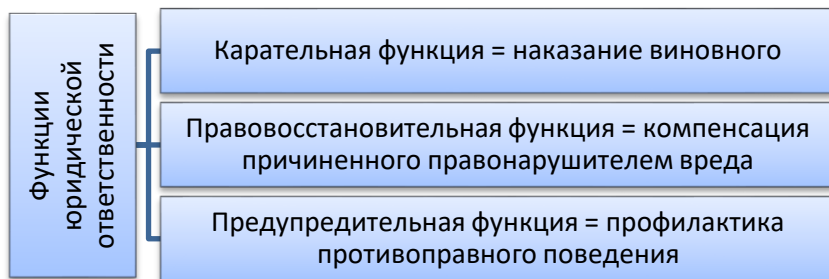 Функции
юридической
ответственности
Карательная функция = наказание виновного
Правовосстановительная функция = компенсация
причиненного правонарушителем вреда
Предупредительная функция = профилактика
противоправного поведения